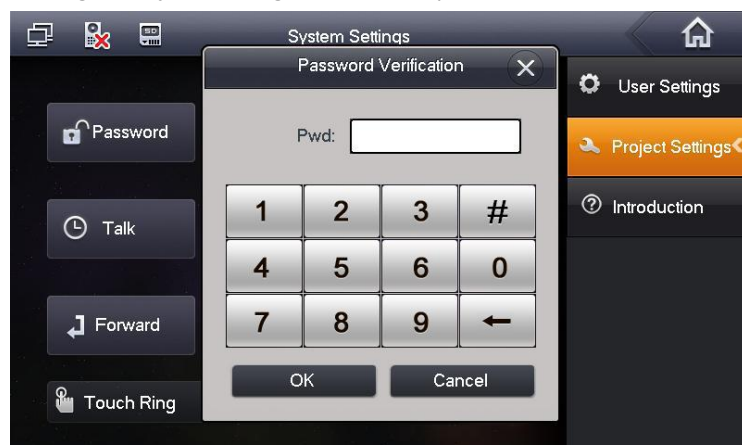 SD
System Settings
Password Verification
User Settings
Password
Pwd:
Project Settings
1 2 3 #
Introduction
Talk
4 5 6 0
7 8 9 ←
Forward
OK Cancel
Touch Ring